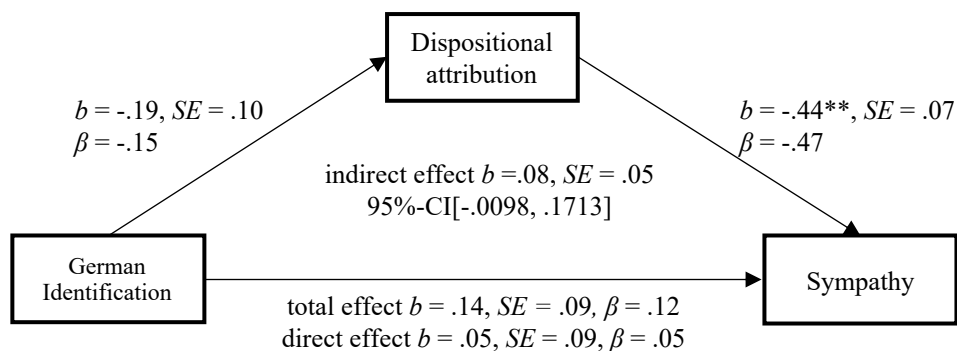 Dispositional
attribution
b = -.19, SE = .10
β = -.15
b = -.44**, SE = .07
β = -.47
indirect effect b =.08, SE = .05
95%-CI[-.0098, .1713]
German
Identification
Sympathy
total effect b = .14, SE = .09, β = .12
direct effect b = .05, SE = .09, β = .05